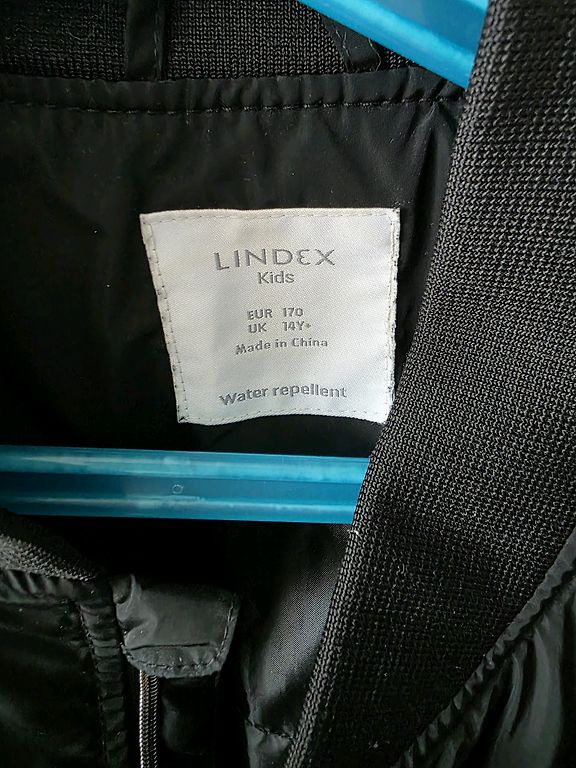 LINDEX
Kids
EUR 170
UK 14Y+
Made in China
Water repellent